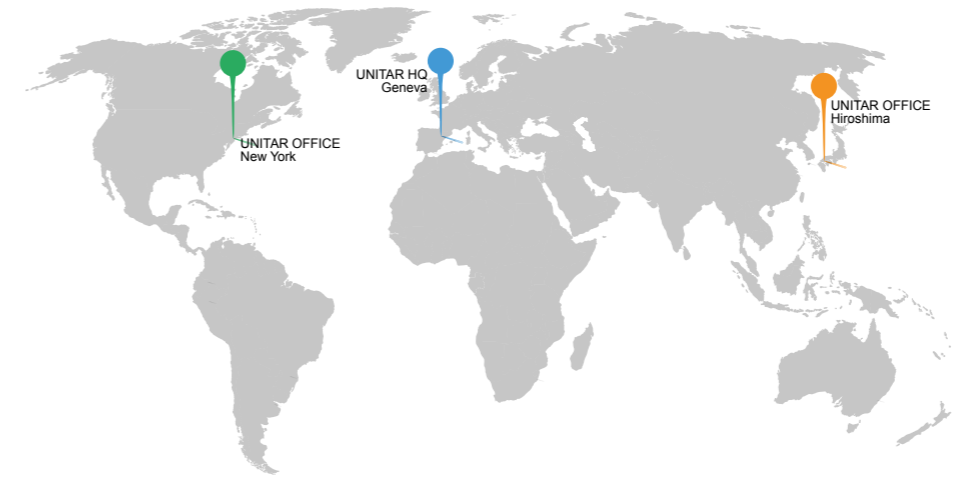 UNITAR HQ
Geneva
UNITAR OFFICE
Hiroshima
UNITAR OFFICE
New York